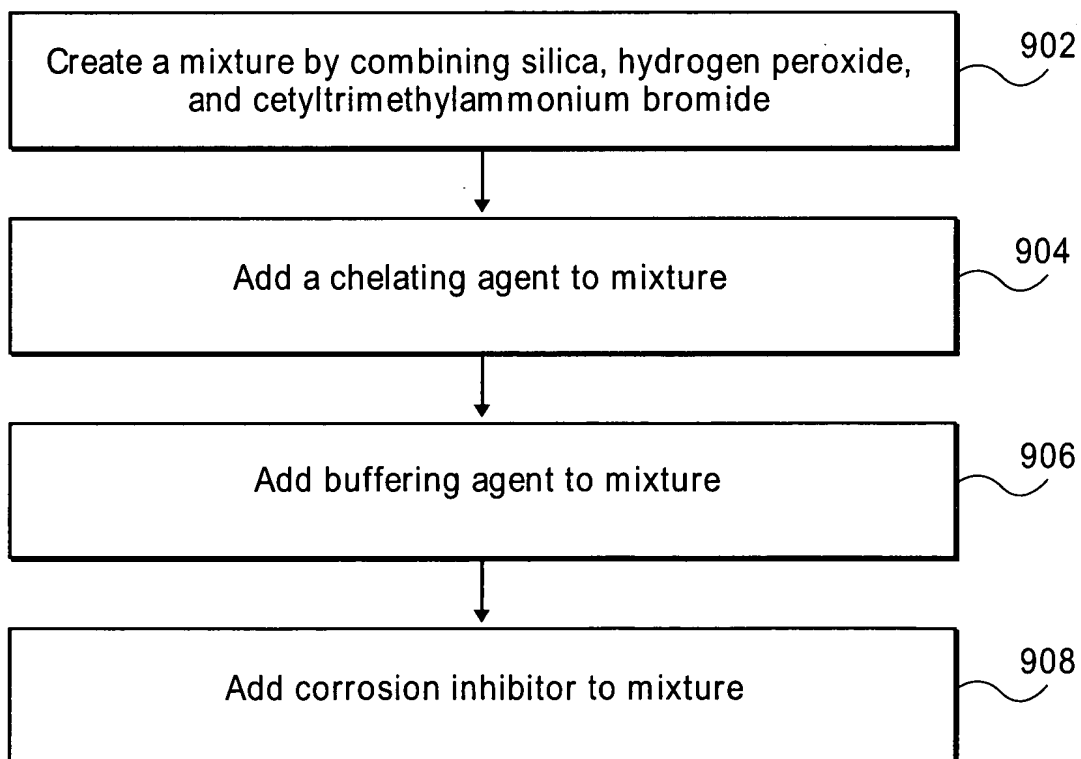 Create a mixture by combining silica, hydrogen peroxide,
and cetyltrimethylammonium bromide
902
Add a chelating agent to mixture
904
Add buffering agent to mixture
906
Add corrosion inhibitor to mixture
908